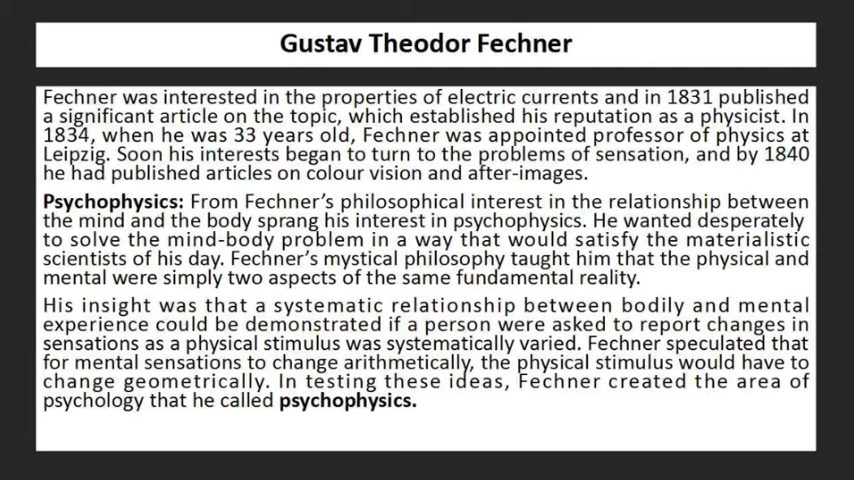 Gustav Theodor Fechner
Fechner was interested in the properties of electric currents and in 1831 published
a significant article on the topic, which established his reputation as a physicist. In
1834, when he was 33 years old, Fechner was appointed professor of physics at
Leipzig. Soon his interests began to turn to the problems of sensation, and by 1840
he had published articles on colour vision and after-images.
Psychophysics: From Fechner's philosophical interest in the relationship between
the mind and the body sprang his interest in psychophysics. He wanted desperately
to solve the mind-body problem in a way that would satisfy the materialistic
scientists of his day. Fechner's mystical philosophy taught him that the physical and
mental were simply two aspects of the same fundamental reality.
His insight was that a systematic relationship between bodily and mental
experience could be demonstrated if a person were asked to report changes in
sensations as a physical stimulus was systematically varied. Fechner speculated that
for mental sensations to change arithmetically, the physical stimulus would have to
change geometrically. In testing these ideas, Fechner created the area of
psychology that he called psychophysics.